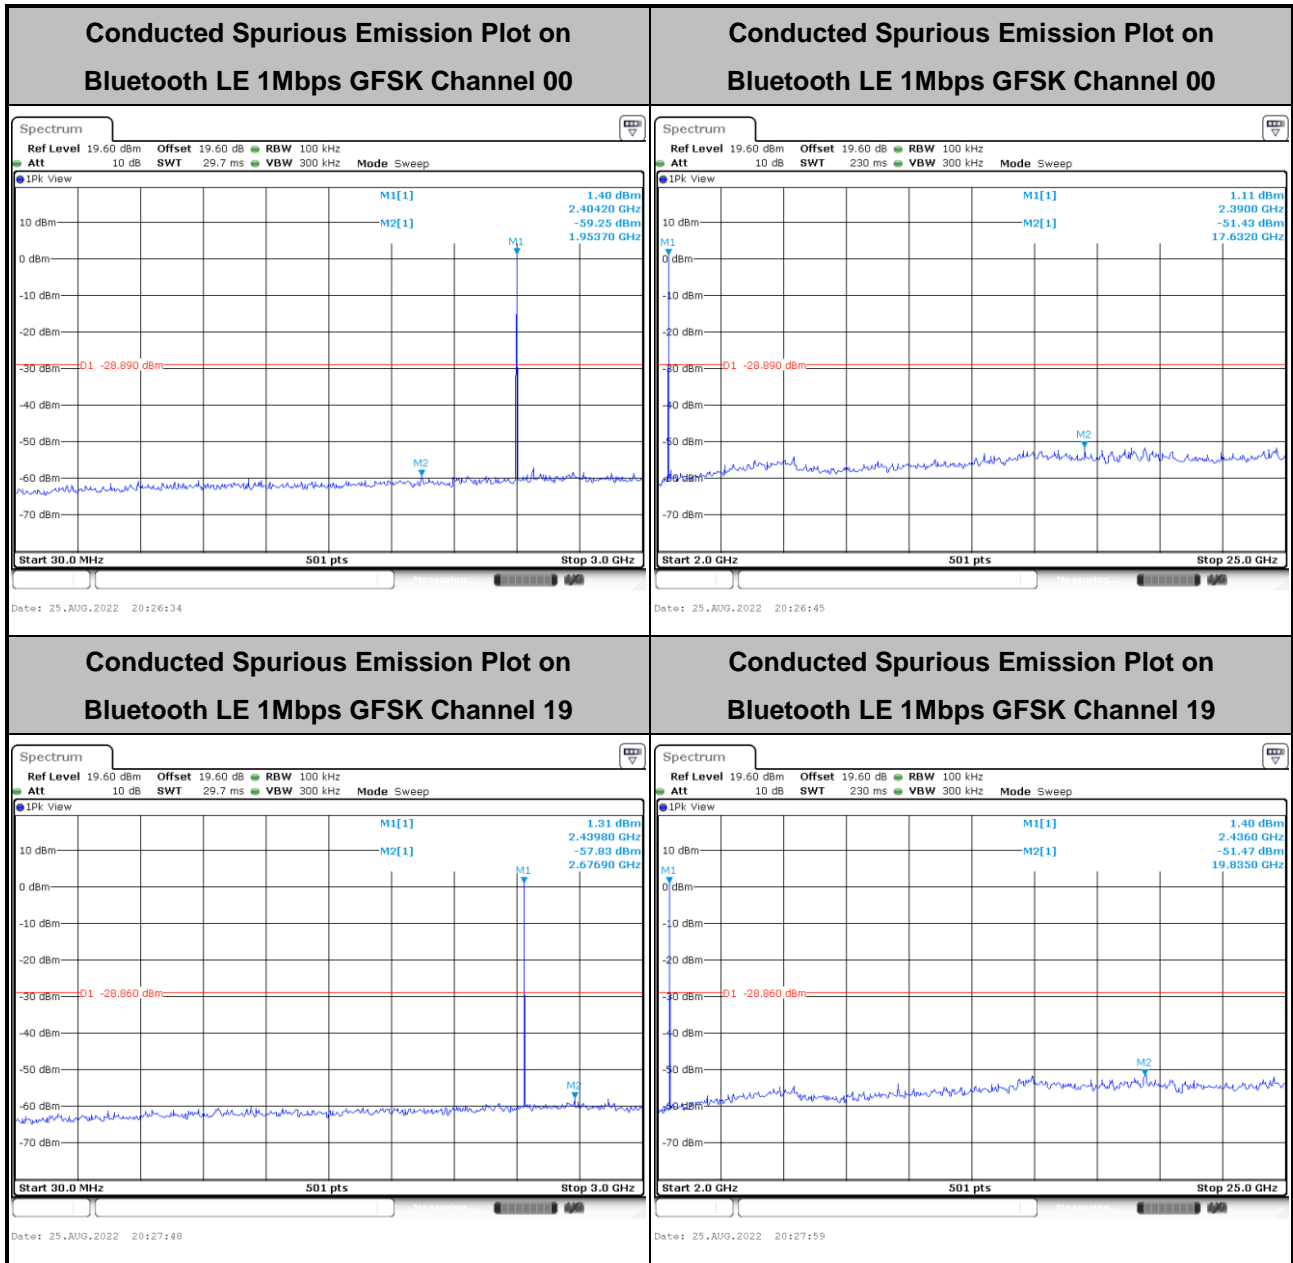 Conducted Spurious Emission Plot on
Bluetooth LE 1Mbps GFSK Channel 00
Spectrum
Ref Level 19.60 dBm Offset 19.60 dB RBW 100 kHz
Att 10 dB SWT 29.7 ms VBW 300 kHz Mode Sweep
1Pk View
M1[1] 1.40 dBm
2.40420 GHz
M2[1] -59.25 dBm
1.95370 GHz
10 dBm
M1
0 dBm
-10 dBm
-20 dBm
D1 -28.890 dBm
-30 dBm
-40 dBm
-50 dBm
M2
-60 dBm
-70 dBm
Start 30.0 MHz 501 pts Stop 3.0 GHz
Measuring
Date: 25.AUG.2022 20:26:34
Conducted Spurious Emission Plot on
Bluetooth LE 1Mbps GFSK Channel 00
Spectrum
Ref Level 19.60 dBm Offset 19.60 dB RBW 100 kHz
Att 10 dB SWT 230 ms VBW 300 kHz Mode Sweep
1Pk View
M1[1] 1.11 dBm
2.3900 GHz
M2[1] -51.43 dBm
17.6320 GHz
10 dBm
M1
0 dBm
-10 dBm
-20 dBm
D1 -28.890 dBm
-30 dBm
-40 dBm
M2
-50 dBm
-60 dBm
-70 dBm
Start 2.0 GHz 501 pts Stop 25.0 GHz
Measuring
Date: 25.AUG.2022 20:26:45
Conducted Spurious Emission Plot on
Bluetooth LE 1Mbps GFSK Channel 19
Spectrum
Ref Level 19.60 dBm Offset 19.60 dB RBW 100 kHz
Att 10 dB SWT 29.7 ms VBW 300 kHz Mode Sweep
1Pk View
M1[1] 1.31 dBm
2.43980 GHz
M2[1] -57.83 dBm
2.67690 GHz
10 dBm
M1
0 dBm
-10 dBm
-20 dBm
D1 -28.860 dBm
-30 dBm
-40 dBm
-50 dBm
M2
-60 dBm
-70 dBm
Start 30.0 MHz 501 pts Stop 3.0 GHz
Measuring
Date: 25.AUG.2022 20:27:48
Conducted Spurious Emission Plot on
Bluetooth LE 1Mbps GFSK Channel 19
Spectrum
Ref Level 19.60 dBm Offset 19.60 dB RBW 100 kHz
Att 10 dB SWT 230 ms VBW 300 kHz Mode Sweep
1Pk View
M1[1] 1.40 dBm
2.4360 GHz
M2[1] -51.47 dBm
19.8350 GHz
10 dBm
M1
0 dBm
-10 dBm
-20 dBm
D1 -28.860 dBm
-30 dBm
-40 dBm
M2
-50 dBm
-60 dBm
-70 dBm
Start 2.0 GHz 501 pts Stop 25.0 GHz
Measuring
Date: 25.AUG.2022 20:27:59